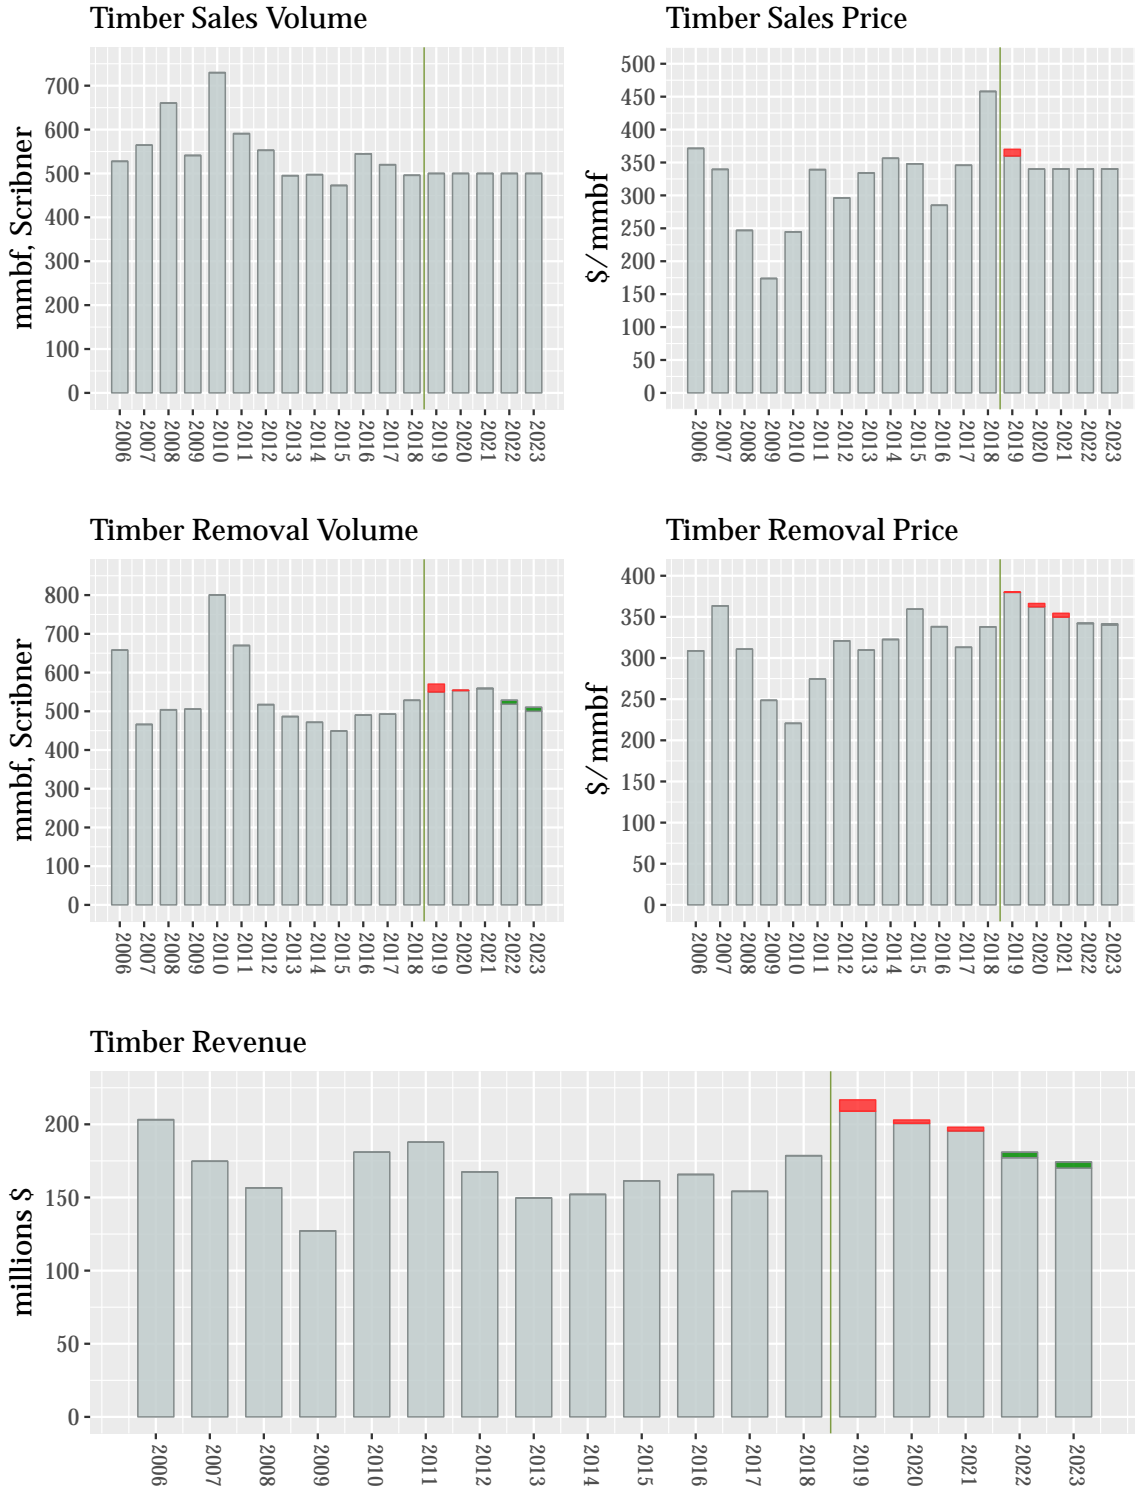 Timber Sales Volume
mmbf, Scribner
700
600
500
400
300
200
100
0
2006 2007 2008 2009 2010 2011 2012 2013 2014 2015 2016 2017 2018 2019 2020 2021 2022 2023
Timber Sales Price
$/mmbf
500
450
400
350
300
250
200
150
100
50
0
2006 2007 2008 2009 2010 2011 2012 2013 2014 2015 2016 2017 2018 2019 2020 2021 2022 2023
Timber Removal Volume
mmbf, Scribner
800
700
600
500
400
300
200
100
0
2006 2007 2008 2009 2010 2011 2012 2013 2014 2015 2016 2017 2018 2019 2020 2021 2022 2023
Timber Removal Price
$/mmbf
400
350
300
250
200
150
100
50
0
2006 2007 2008 2009 2010 2011 2012 2013 2014 2015 2016 2017 2018 2019 2020 2021 2022 2023
Timber Revenue
millions $
200
150
100
50
0
2006 2007 2008 2009 2010 2011 2012 2013 2014 2015 2016 2017 2018 2019 2020 2021 2022 2023